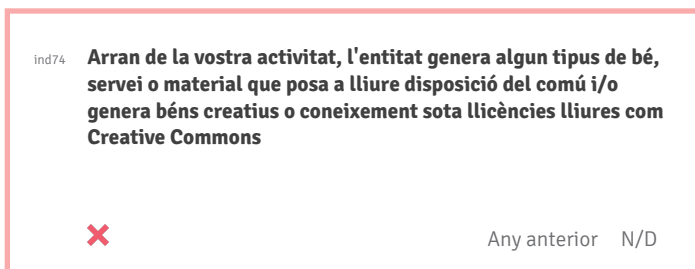 ind74 Arran de la vostra activitat, l'entitat genera algun tipus de bé,
servei o material que posa a lliure disposició del comú i/o
genera béns creatius o coneixement sota llicències lliures com
Creative Commons
Any anterior N/D